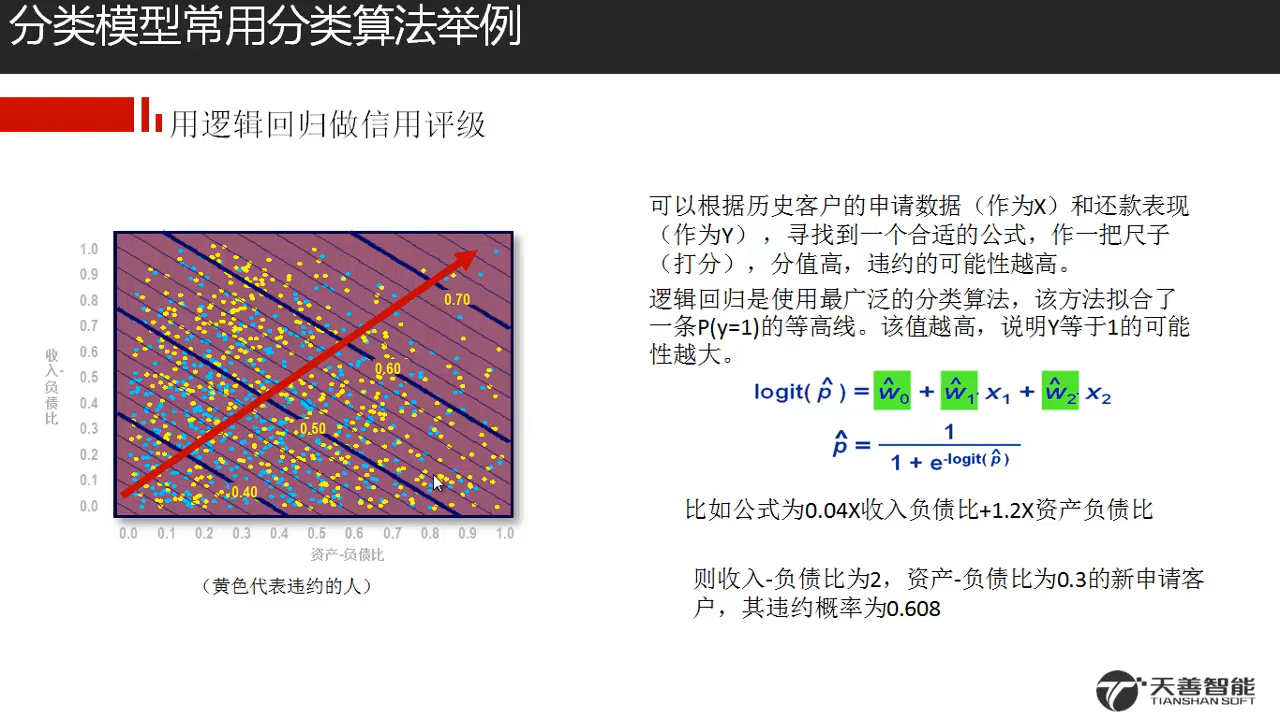 分类模型常用分类算法举例
用逻辑回归做信用评级
可以根据历史客户的申请数据（作为X）和还款表现
（作为Y），寻找到一个合适的公式，作一把尺子
（打分），分值高，违约的可能性越高。
逻辑回归是使用最广泛的分类算法，该方法拟合了
一条P(y=1)的等高线。该值越高，说明Y等于1的可能
性越大。
logit( p̂ ) = ŵ₀ + ŵ₁· x₁ + ŵ₂· x₂
p̂ = 1 / (1 + e^-logit( p̂ ))
比如公式为0.04X收入负债比+1.2X资产负债比
则收入-负债比为2，资产-负债比为0.3的新申请客
户，其违约概率为0.608
收入-负债比
1.0
0.9
0.8
0.7
0.6
0.5
0.4
0.3
0.2
0.1
0.0
0.70
0.60
0.50
0.40
0.0 0.1 0.2 0.3 0.4 0.5 0.6 0.7 0.8 0.9 1.0
资产-负债比
（黄色代表违约的人）
天善智能
TIANSHAN SOFT